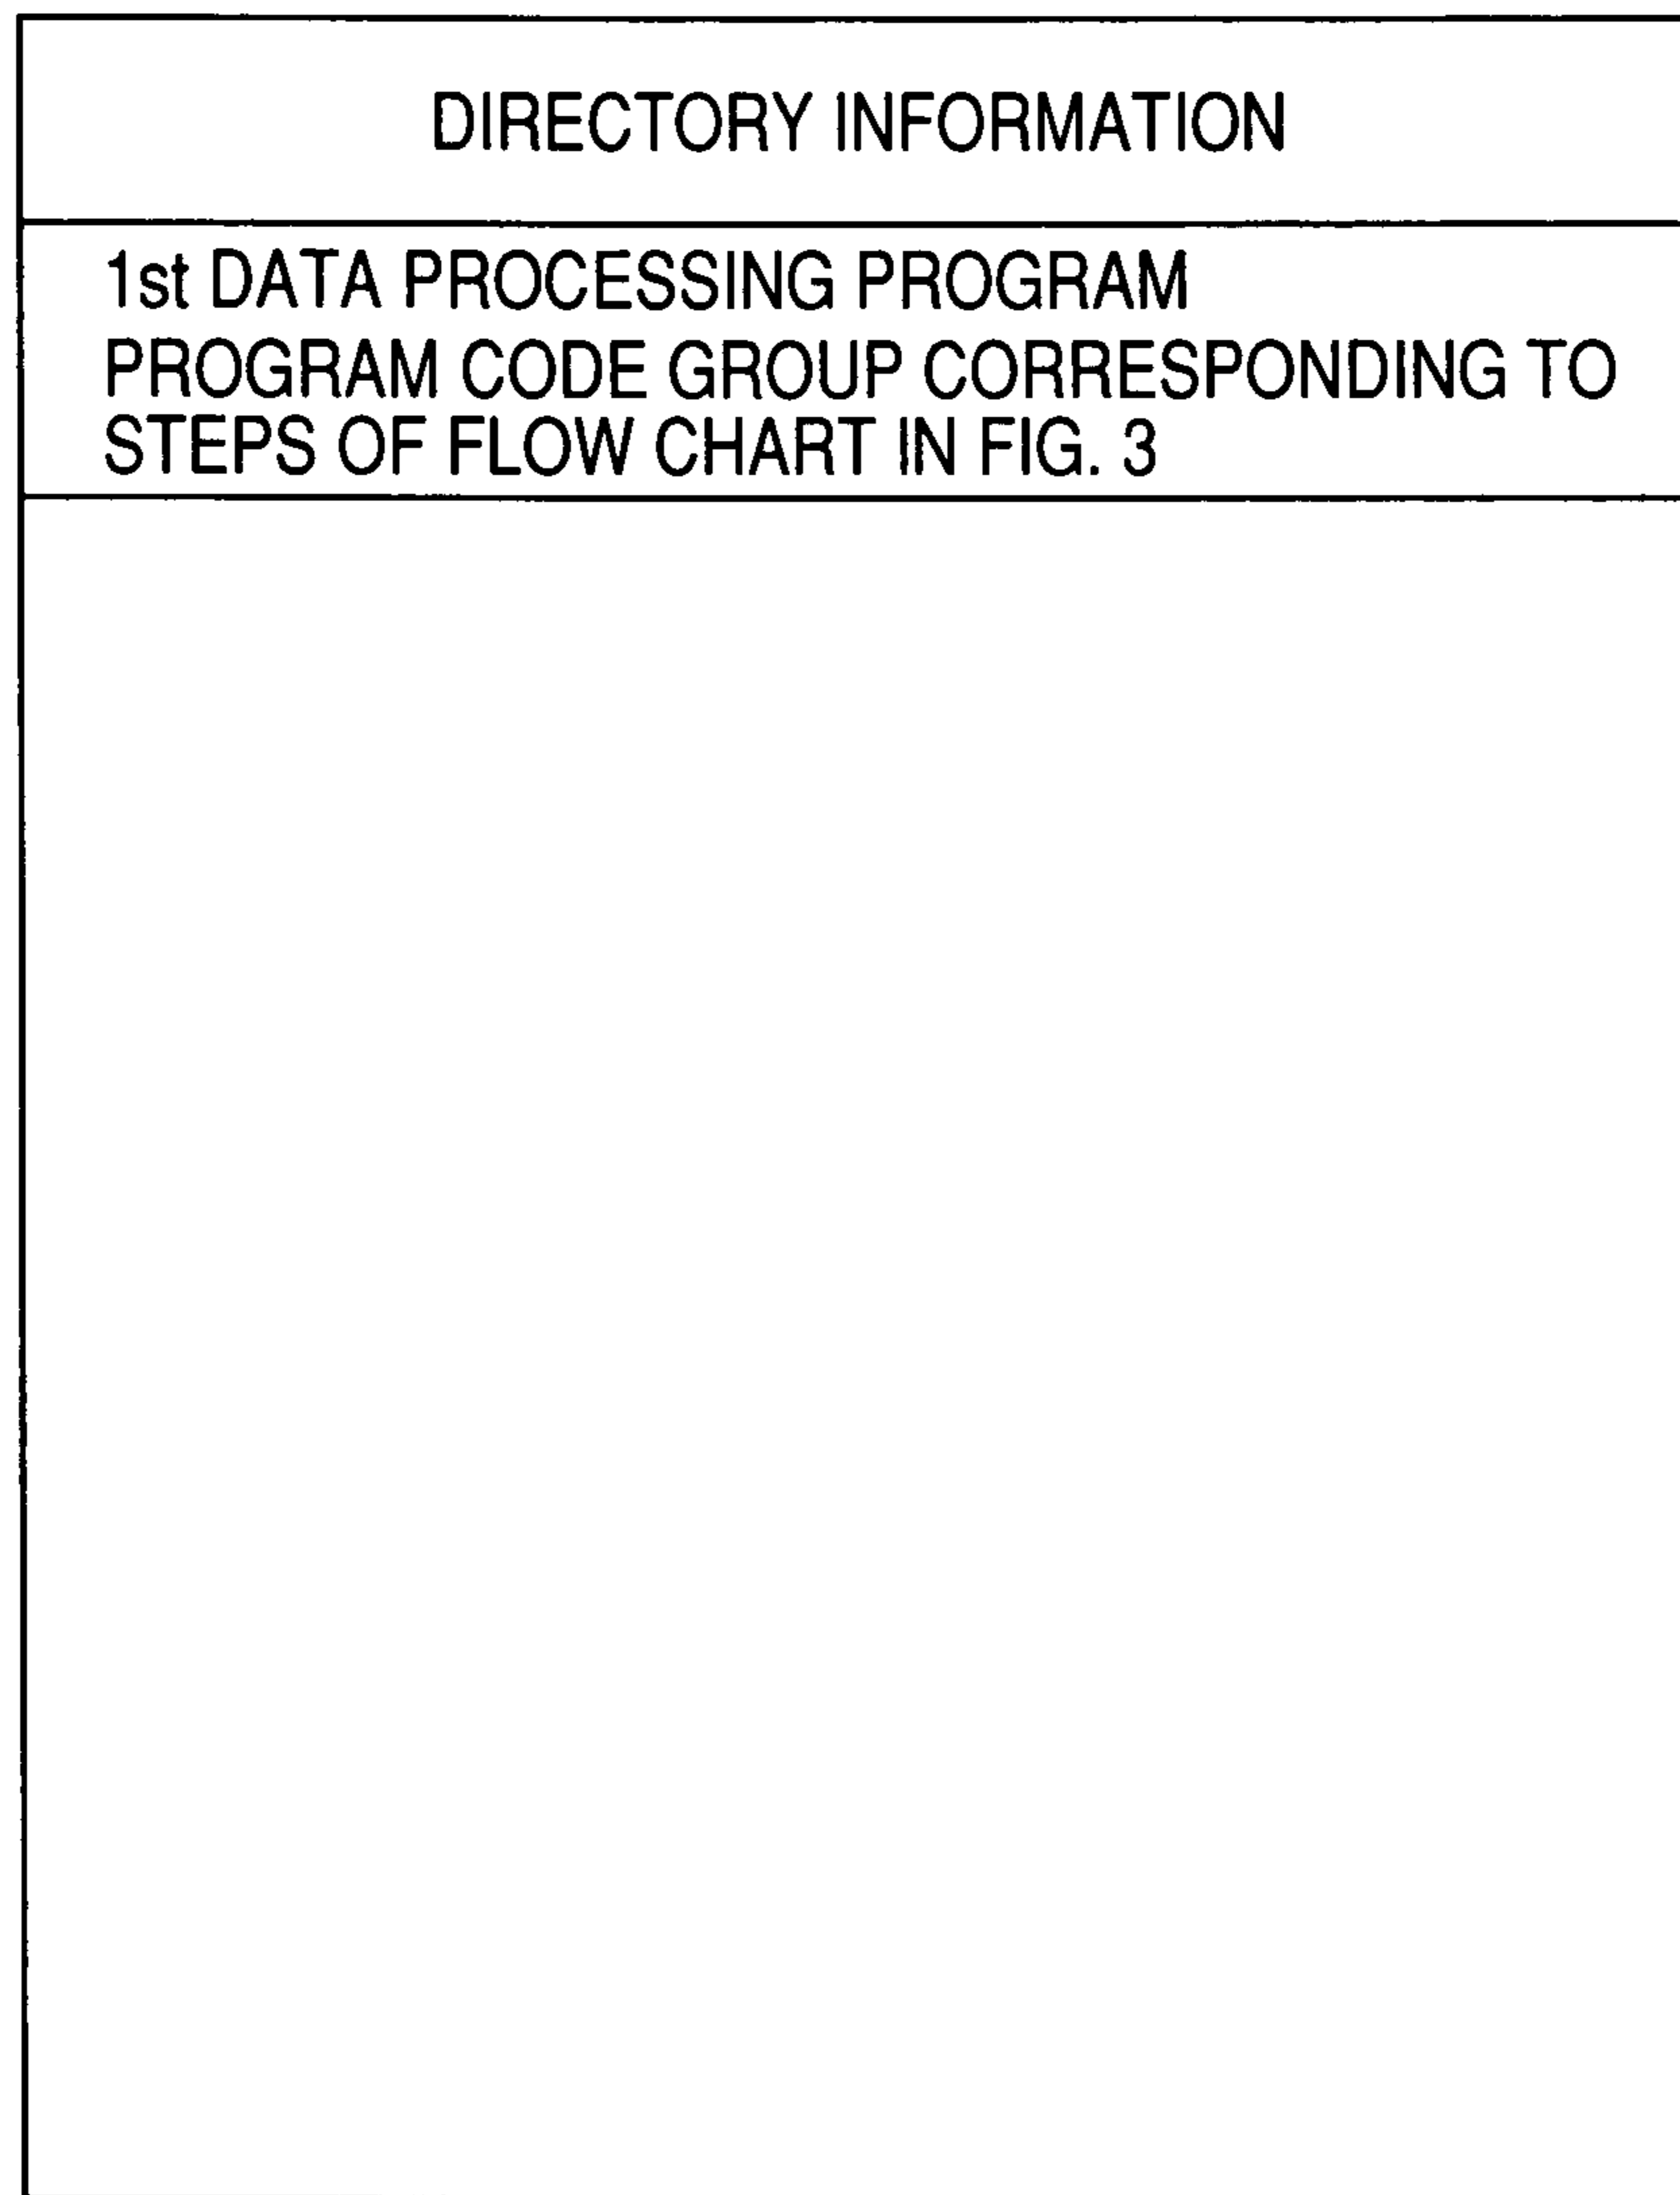 DIRECTORY INFORMATION
1st DATA PROCESSING PROGRAM
PROGRAM CODE GROUP CORRESPONDING TO
STEPS OF FLOW CHART IN FIG. 3